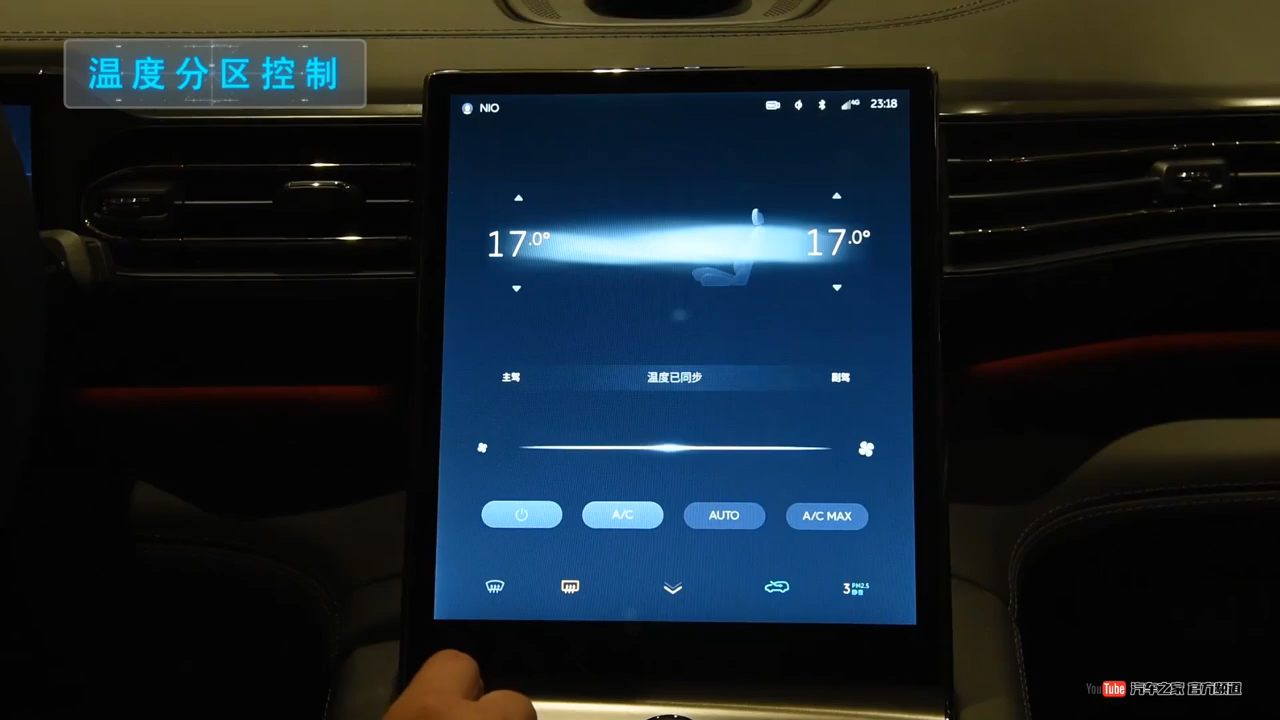 温度分区控制
NIO
4G
23:18
17.0°
17.0°
主驾
温度已同步
副驾
A/C
AUTO
A/C MAX
3 PM2.5
YouTube 汽车之家 官方频道